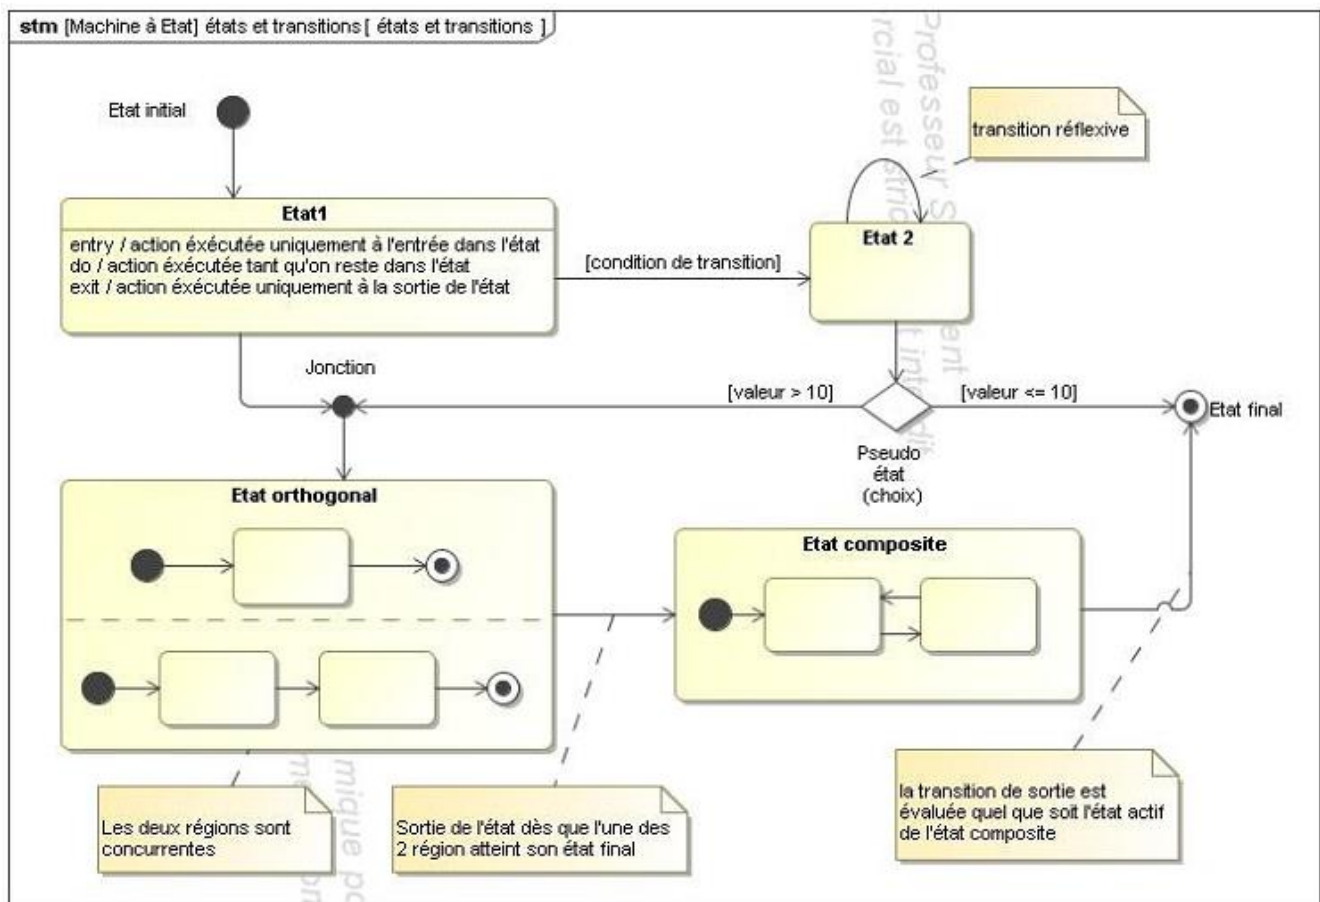 stm [Machine à Etat] états et transitions [ états et transitions ]
Etat initial
transition réflexive
Etat1
entry / action éxécutée uniquement à l'entrée dans l'état
do / action éxécutée tant qu'on reste dans l'état
exit / action éxécutée uniquement à la sortie de l'état
[condition de transition]
Etat 2
Jonction
[valeur > 10]
[valeur <= 10]
Etat final
Pseudo
état
(choix)
Etat orthogonal
Etat composite
Les deux régions sont
concurrentes
Sortie de l'état dès que l'une des
2 région atteint son état final
la transition de sortie est
évaluée quel que soit l'état actif
de l'état composite
Professeur
rcial est
mique